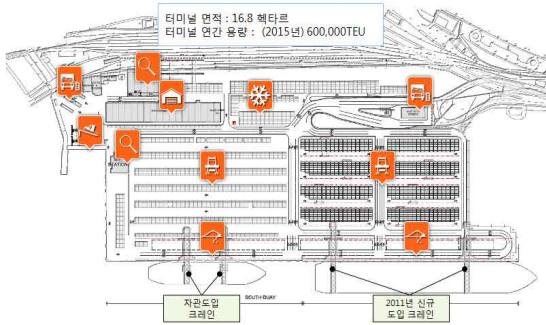 터미널 면적 : 16.8 헥타르
터미널 연간 용량 : (2015년) 600,000TEU
STATION
SOUTH QUAY
차관도입
크레인
2011년 신규
도입 크레인